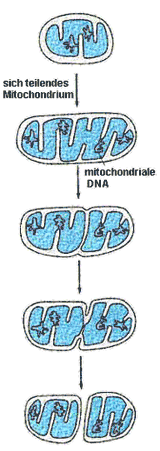 sich teilendes
Mitochondrium
mitochondriale
DNA